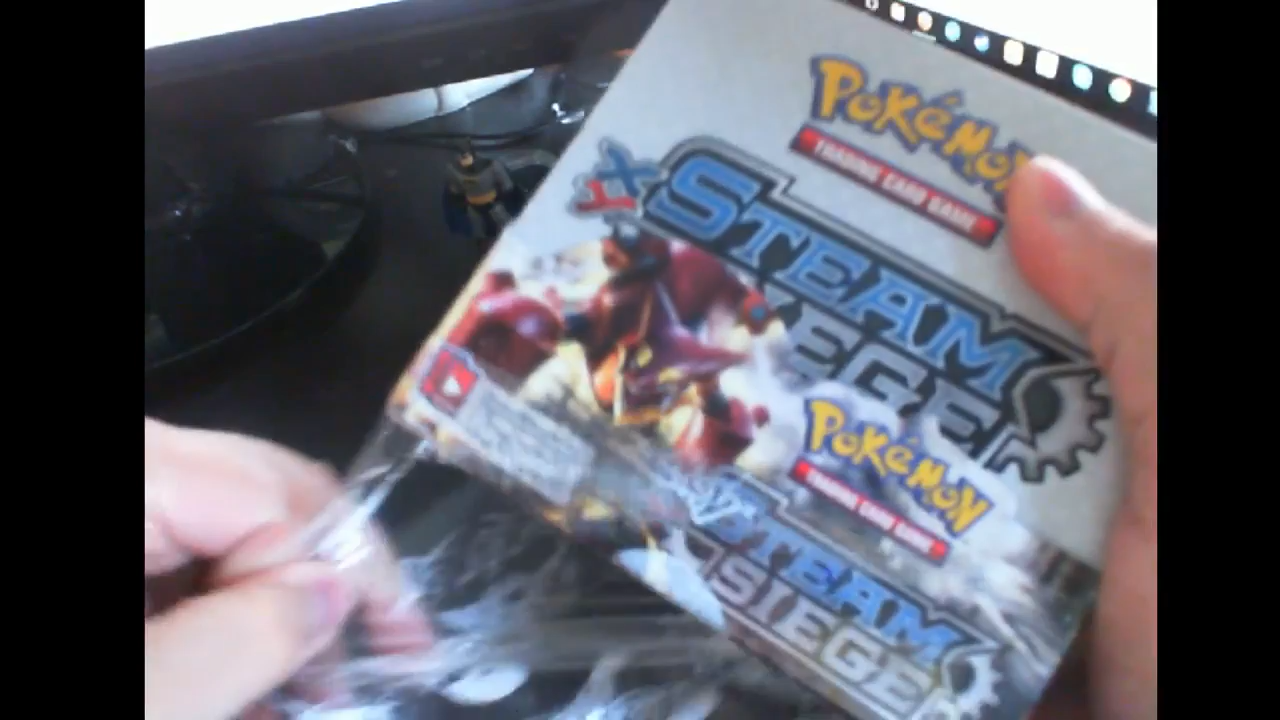 Pokémon
TRADING CARD GAME
XY
STEAM
SIEGE
Pokémon
TRADING CARD GAME
STEAM
SIEGE